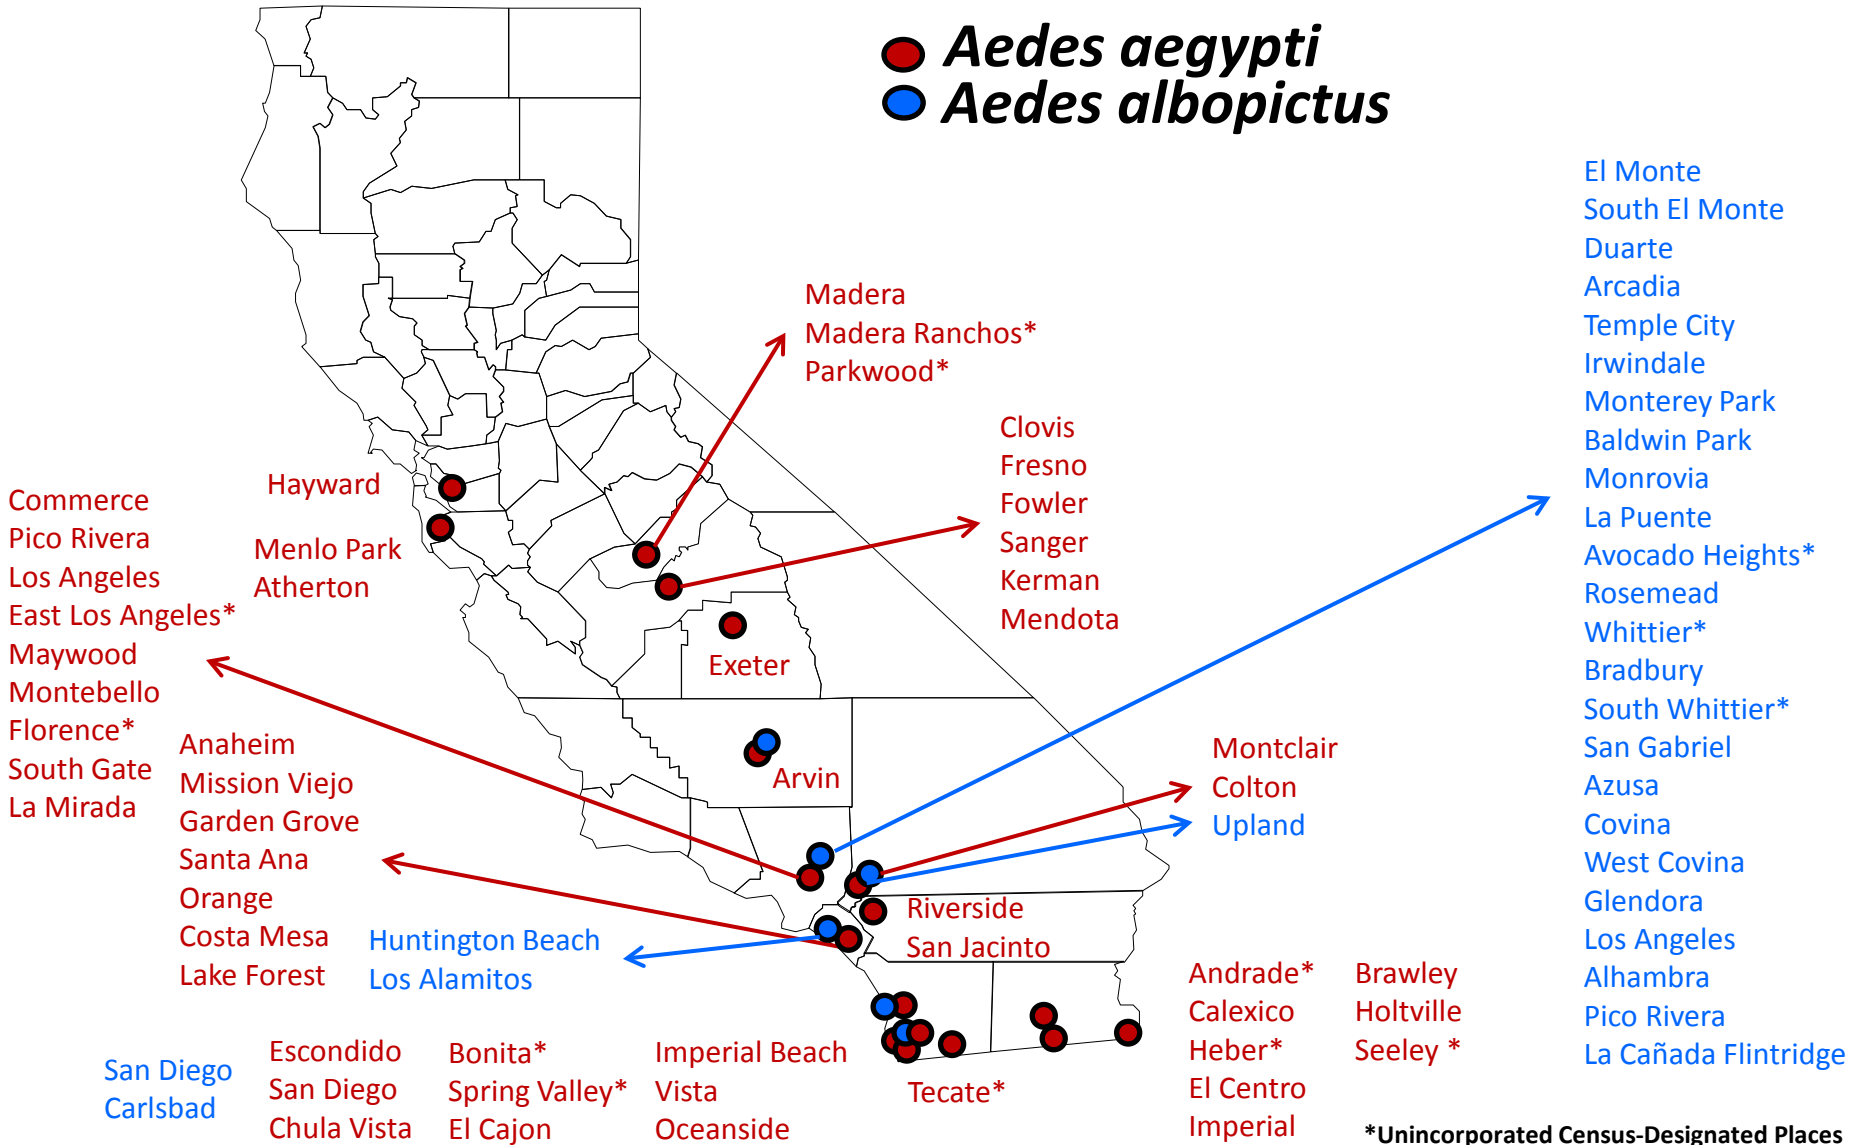 Aedes aegypti
Aedes albopictus
El Monte
South El Monte
Duarte
Arcadia
Temple City
Irwindale
Monterey Park
Baldwin Park
Monrovia
La Puente
Avocado Heights*
Rosemead
Whittier*
Bradbury
South Whittier*
San Gabriel
Azusa
Covina
West Covina
Glendora
Los Angeles
Alhambra
Pico Rivera
La Cañada Flintridge
Madera
Madera Ranchos*
Parkwood*
Clovis
Fresno
Fowler
Sanger
Kerman
Mendota
Hayward
Menlo Park
Atherton
Commerce
Pico Rivera
Los Angeles
East Los Angeles*
Maywood
Montebello
Florence*
South Gate
La Mirada
Exeter
Arvin
Anaheim
Mission Viejo
Garden Grove
Santa Ana
Orange
Costa Mesa
Lake Forest
Huntington Beach
Los Alamitos
Montclair
Colton
Upland
Riverside
San Jacinto
San Diego
Carlsbad
Escondido
San Diego
Chula Vista
Bonita*
Spring Valley*
El Cajon
Imperial Beach
Vista
Oceanside
Tecate*
Andrade*
Calexico
Heber*
El Centro
Imperial
Brawley
Holtville
Seeley *
*Unincorporated Census-Designated Places